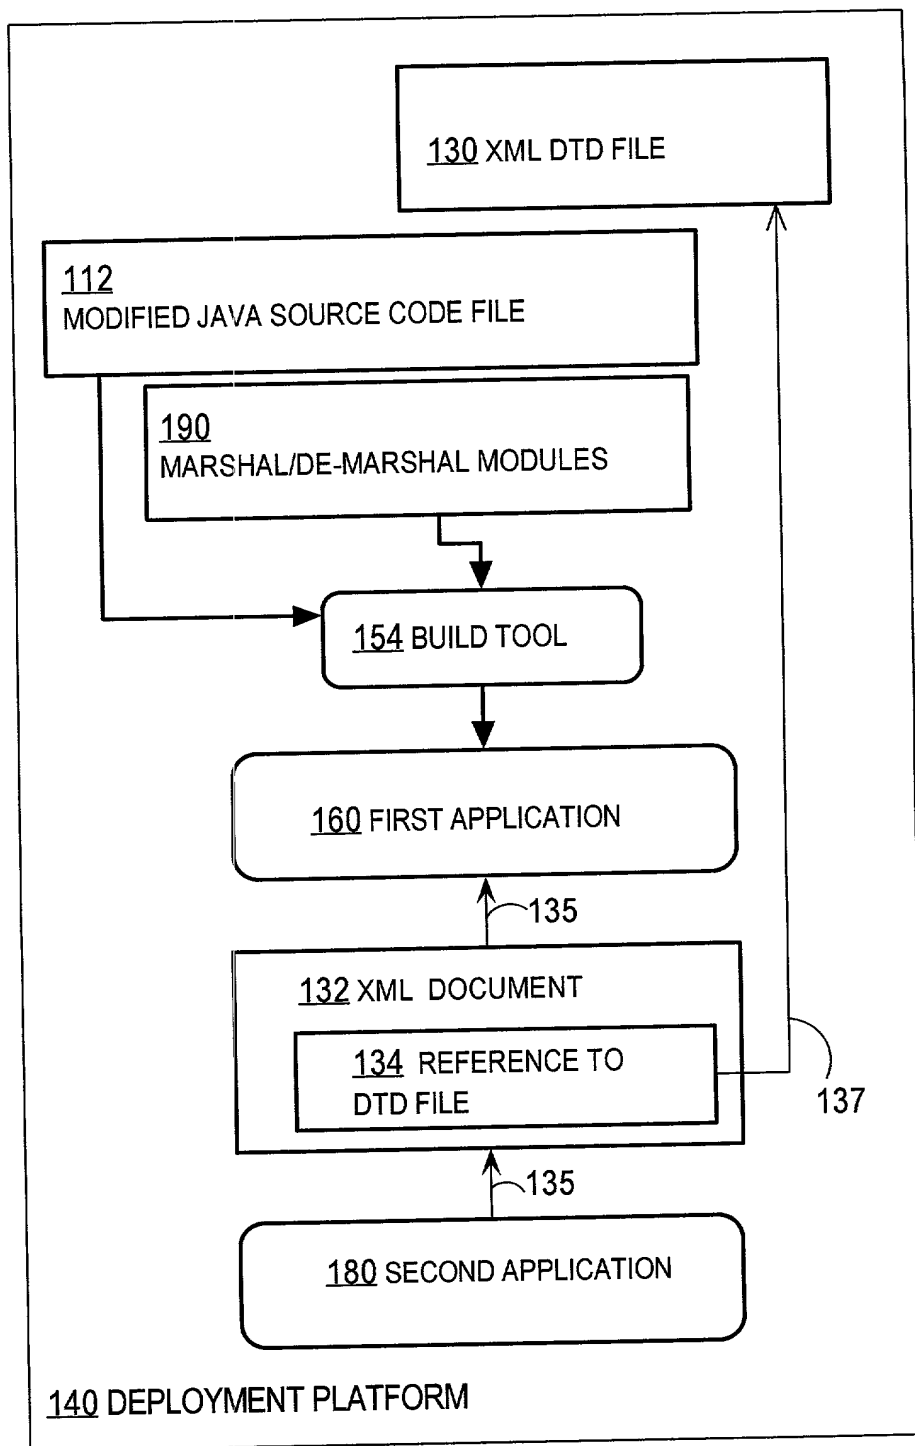 130 XML DTD FILE
112
MODIFIED JAVA SOURCE CODE FILE
190
MARSHAL/DE-MARSHAL MODULES
154 BUILD TOOL
160 FIRST APPLICATION
135
132 XML DOCUMENT
134 REFERENCE TO
DTD FILE
137
135
180 SECOND APPLICATION
140 DEPLOYMENT PLATFORM